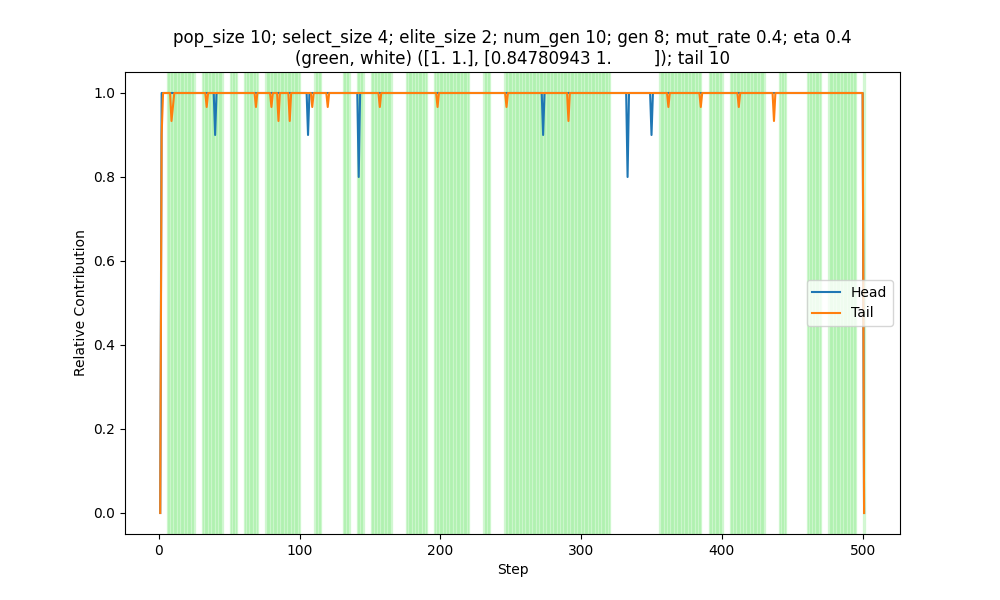 pop_size 10; select_size 4; elite_size 2; num_gen 10; gen 8; mut_rate 0.4; eta 0.4
(green, white) ([1. 1.], [0.84780943 1.         ]); tail 10
1.0
0.8
0.6
0.4
0.2
0.0
Relative Contribution
Head
Tail
0
100
200
300
400
500
Step